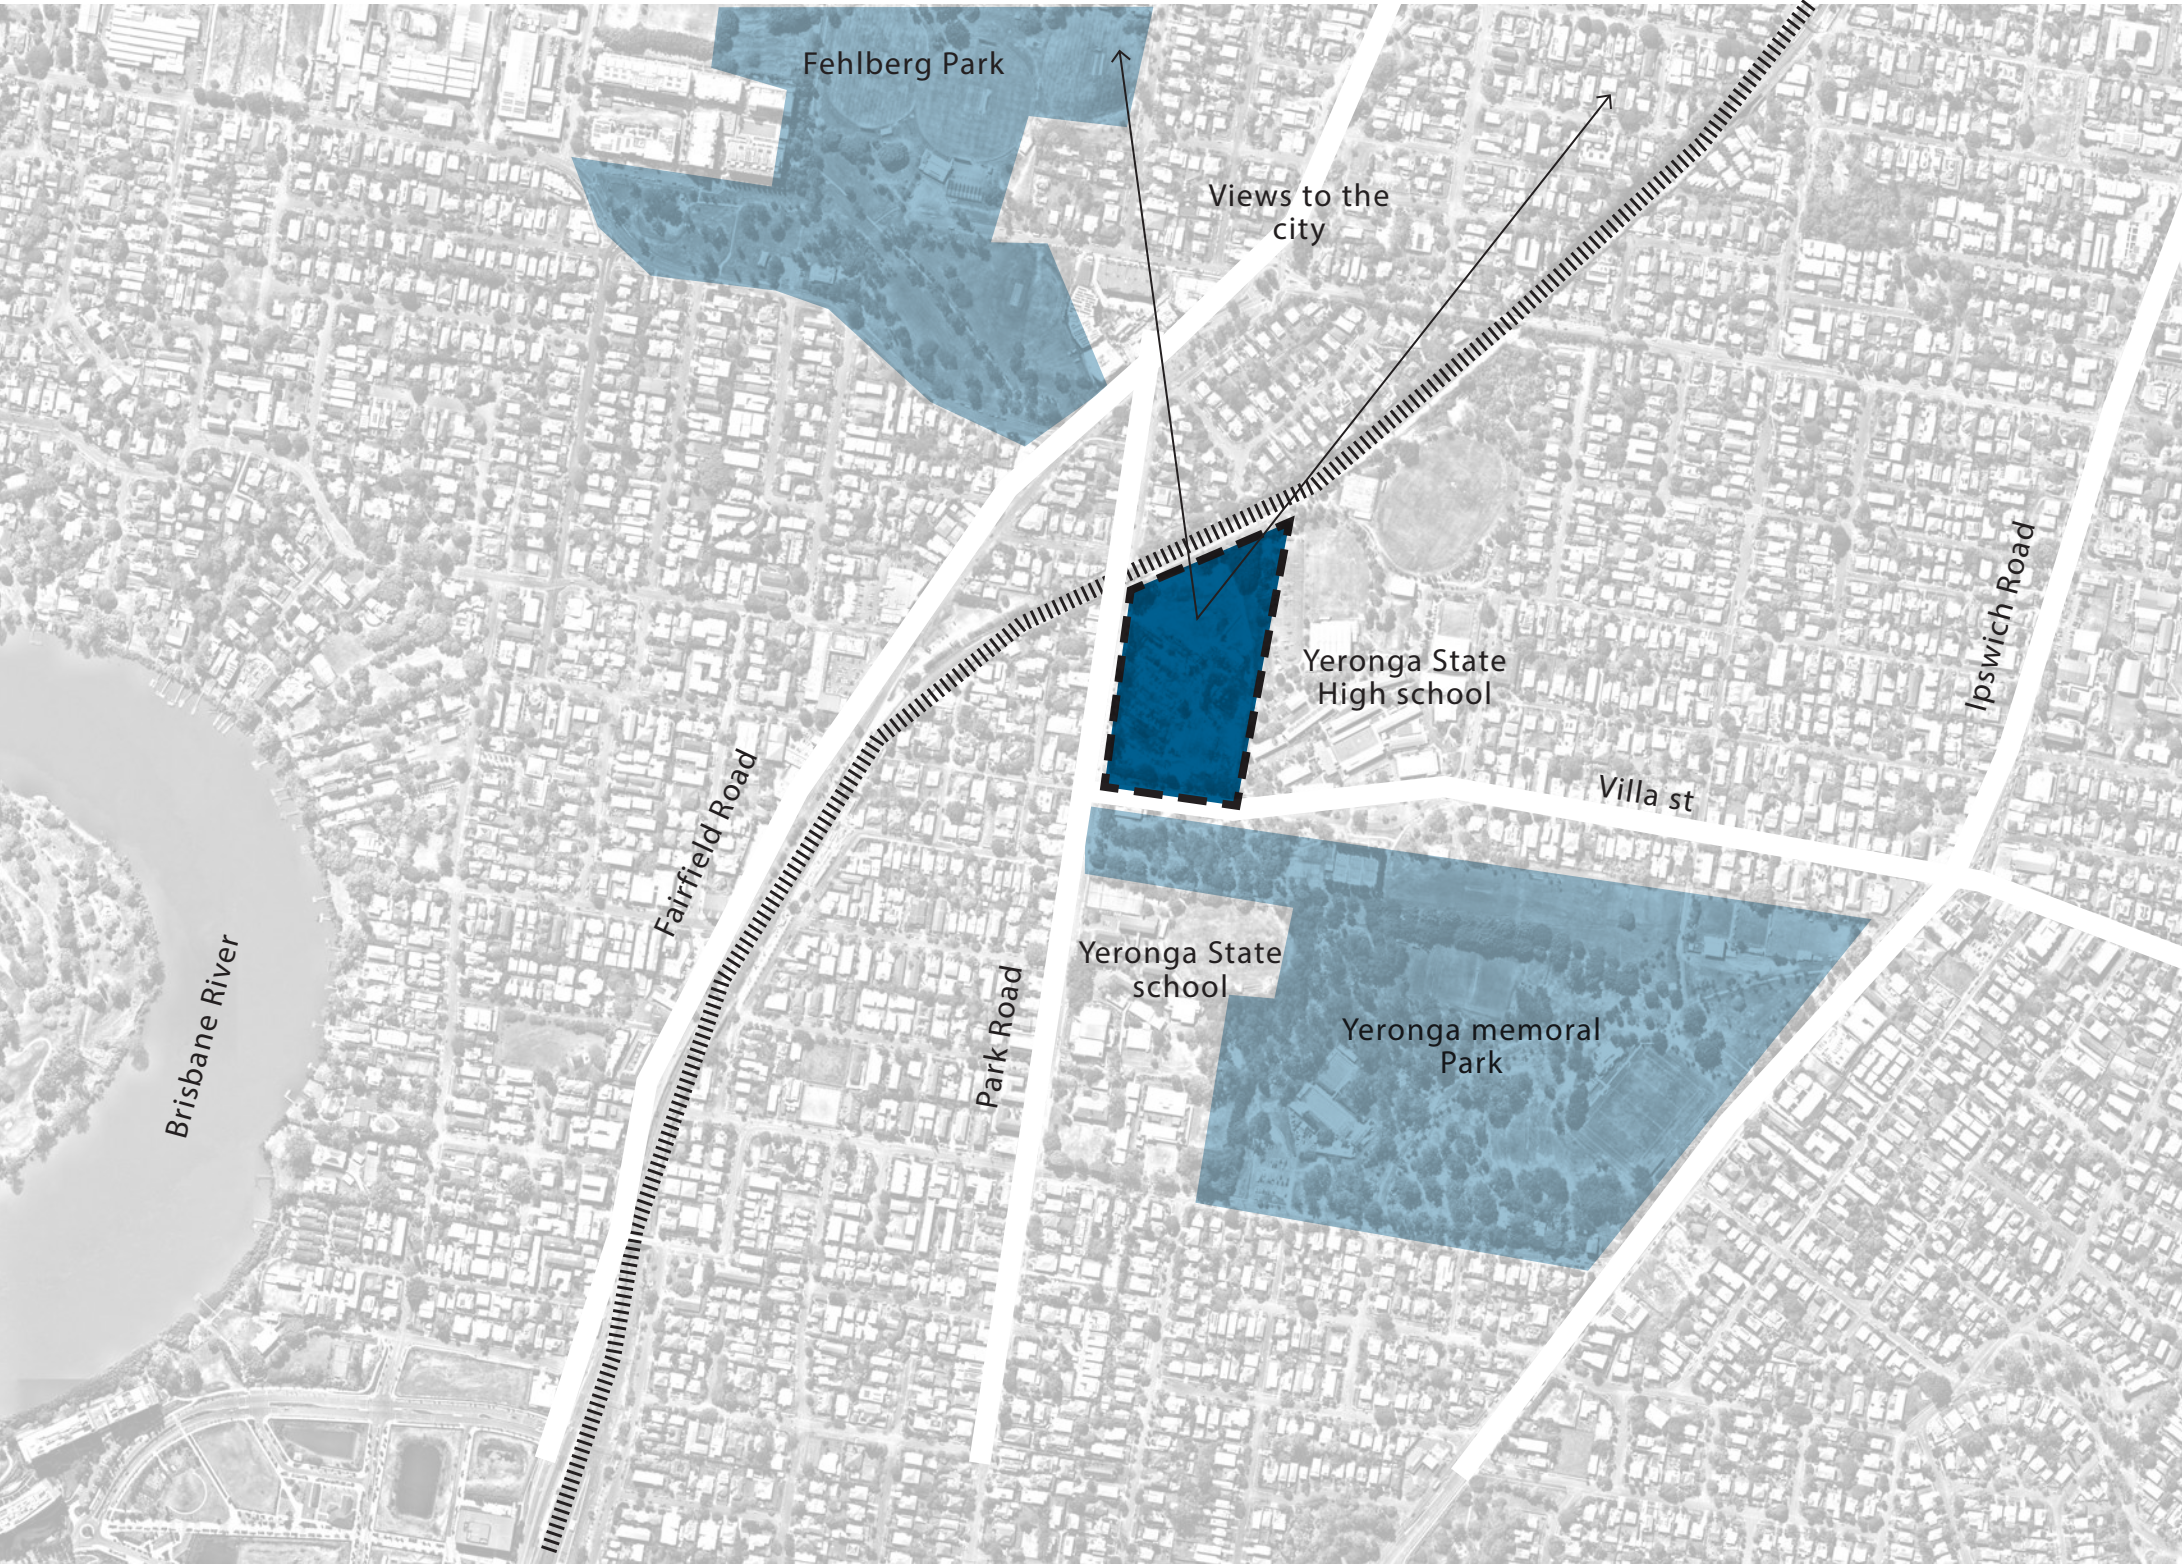 Fehlberg Park
Views to the
city
Ipswich Road
Yeronga State
High school
Villa st
Fairfield Road
Yeronga State
school
Park Road
Brisbane River
Yeronga memoral
Park